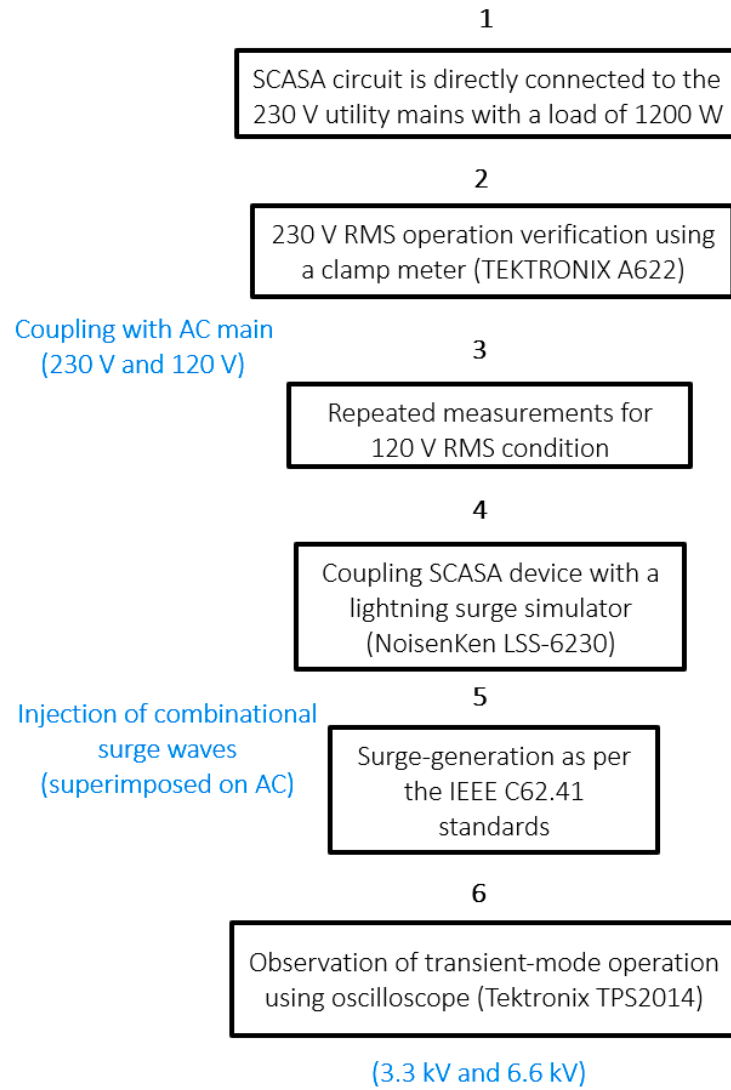 1
SCASA circuit is directly connected to the
230 V utility mains with a load of 1200 W
2
230 V RMS operation verification using
a clamp meter (TEKTRONIX A622)
Coupling with AC main
(230 V and 120 V)
3
Repeated measurements for
120 V RMS condition
4
Coupling SCASA device with a
lightning surge simulator
(NoisenKen LSS-6230)
5
Injection of combinational
surge waves
(superimposed on AC)
Surge-generation as per
the IEEE C62.41
standards
6
Observation of transient-mode operation
using oscilloscope (Tektronix TPS2014)
(3.3 kV and 6.6 kV)